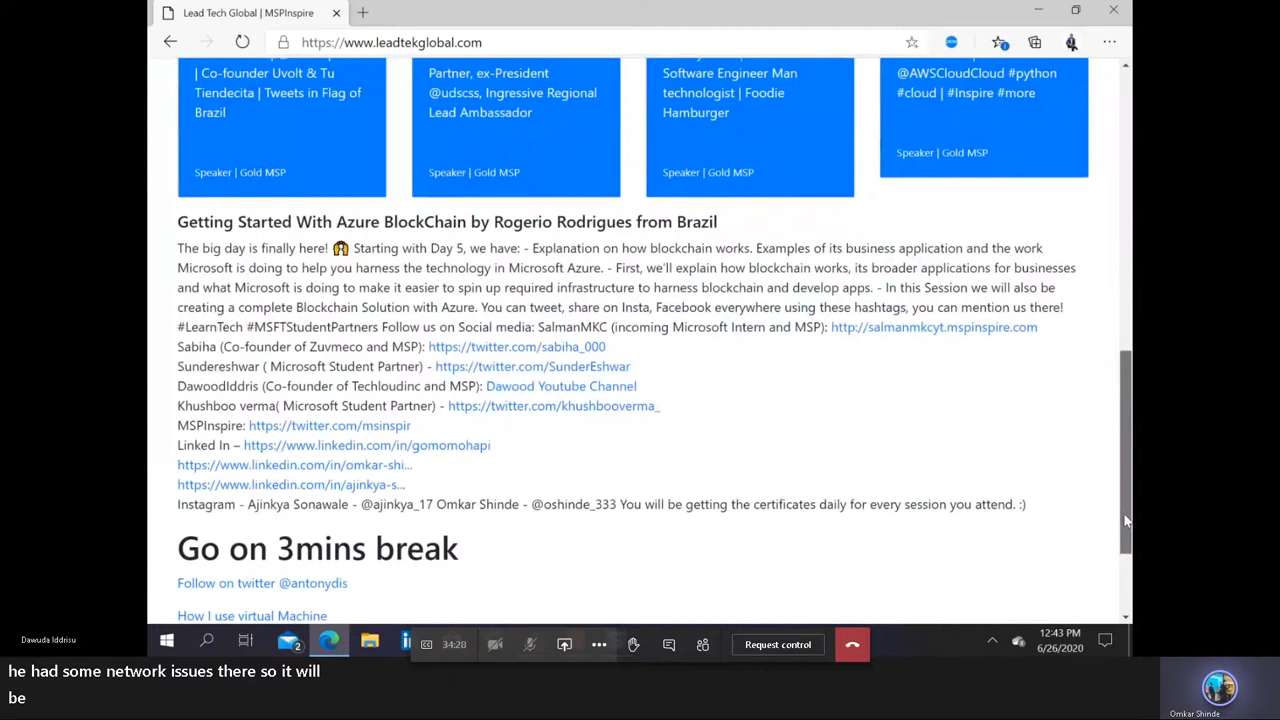 Lead Tech Global | MSPInspire
https://www.leadtekglobal.com
| Co-founder Uvolt & Tu
Tiendecita | Tweets in Flag of
Brazil
Speaker | Gold MSP
Partner, ex-President
@udscss, Ingressive Regional
Lead Ambassador
Speaker | Gold MSP
Software Engineer Man
technologist | Foodie
Hamburger
Speaker | Gold MSP
@AWSCloudCloud #python
#cloud | #Inspire #more
Speaker | Gold MSP
Getting Started With Azure BlockChain by Rogerio Rodrigues from Brazil
The big day is finally here! 🙌 Starting with Day 5, we have: - Explanation on how blockchain works. Examples of its business application and the work
Microsoft is doing to help you harness the technology in Microsoft Azure. - First, we'll explain how blockchain works, its broader applications for businesses
and what Microsoft is doing to make it easier to spin up required infrastructure to harness blockchain and develop apps. - In this Session we will also be
creating a complete Blockchain Solution with Azure. You can tweet, share on Insta, Facebook everywhere using these hashtags, you can mention us there!
#LearnTech #MSFTStudentPartners Follow us on Social media: SalmanMKC (incoming Microsoft Intern and MSP): http://salmanmkcyt.mspinspire.com
Sabiha (Co-founder of Zuvmeco and MSP): https://twitter.com/sabiha_000
Sundereshwar ( Microsoft Student Partner) - https://twitter.com/SunderEshwar
DawoodIddris (Co-founder of Techloudinc and MSP): Dawood Youtube Channel
Khushboo verma( Microsoft Student Partner) - https://twitter.com/khushbooverma_
MSPInspire: https://twitter.com/msinspir
Linked In – https://www.linkedin.com/in/gomomohapi
https://www.linkedin.com/in/omkar-shi...
https://www.linkedin.com/in/ajinkya-s...
Instagram - Ajinkya Sonawale - @ajinkya_17 Omkar Shinde - @oshinde_333 You will be getting the certificates daily for every session you attend. :)
Go on 3mins break
Follow on twitter @antonydis
How I use virtual Machine
2
34:28
Request control
12:43 PM
6/26/2020
Dawuda Iddrisu
he had some network issues there so it will
be
Omkar Shinde